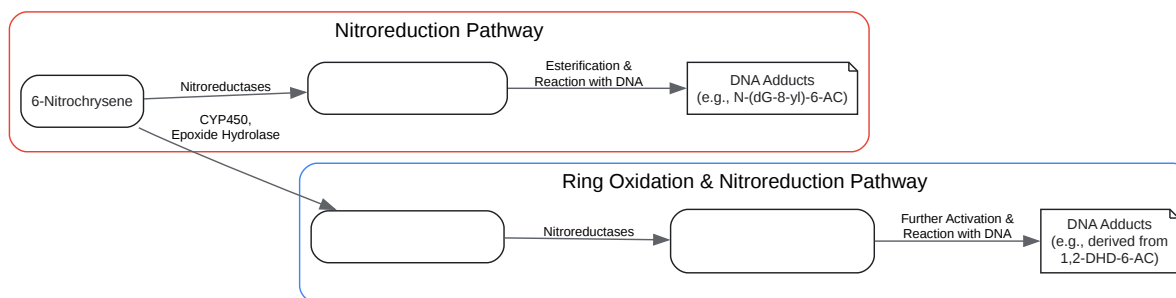 Nitroreduction Pathway
6-Nitrochrysene
Nitroreductases
Esterification &
Reaction with DNA
DNA Adducts
(e.g., N-(dG-8-yl)-6-AC)
CYP450,
Epoxide Hydrolase
Ring Oxidation & Nitroreduction Pathway
Nitroreductases
Further Activation &
Reaction with DNA
DNA Adducts
(e.g., derived from
1,2-DHD-6-AC)